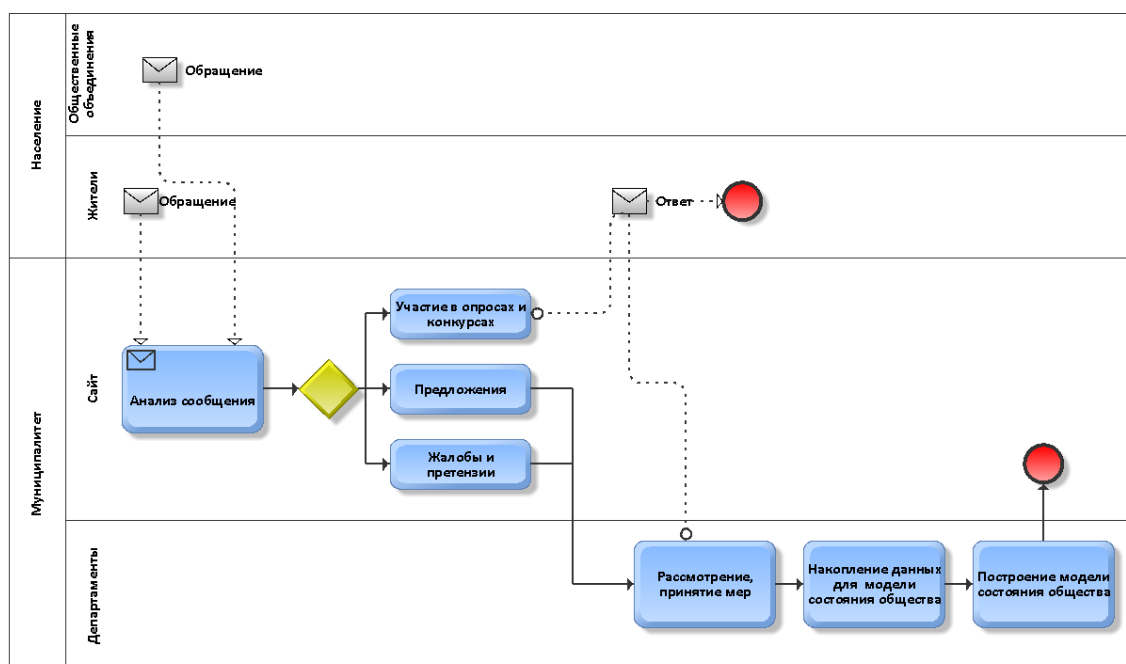 Население
Общественные
объединения
Обращение
Жители
Обращение
Ответ
Муниципалитет
Сайт
Анализ сообщения
Участие в опросах и
конкурсах
Предложения
Жалобы и
претензии
Департаменты
Рассмотрение,
принятие мер
Накопление данных
для модели
состояния общества
Построение модели
состояния общества